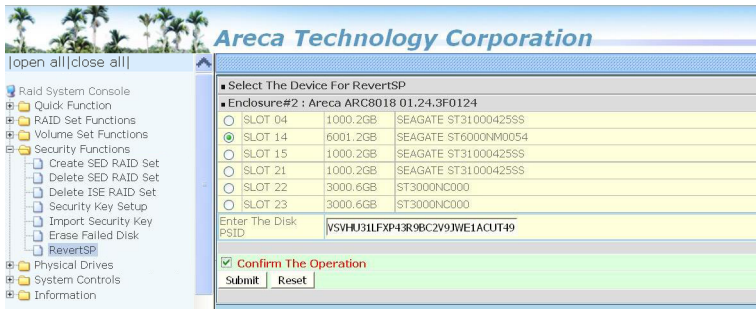 Areca Technology Corporation
|open all|close all|
Raid System Console
Quick Function
RAID Set Functions
Volume Set Functions
Security Functions
Create SED RAID Set
Delete SED RAID Set
Delete ISE RAID Set
Security Key Setup
Import Security Key
Erase Failed Disk
RevertSP
Physical Drives
System Controls
Information
Select The Device For RevertSP
Enclosure#2 : Areca ARC8018 01.24.3F0124
SLOT 04 1000.2GB SEAGATE ST31000425SS
SLOT 14 6001.2GB SEAGATE ST6000NM0054
SLOT 15 1000.2GB SEAGATE ST31000425SS
SLOT 21 1000.2GB SEAGATE ST31000425SS
SLOT 22 3000.6GB ST3000NC000
SLOT 23 3000.6GB ST3000NC000
Enter The Disk
PSID
VSVHU31LFXP43R9BC2V9JWE1ACUT49
Confirm The Operation
Submit Reset